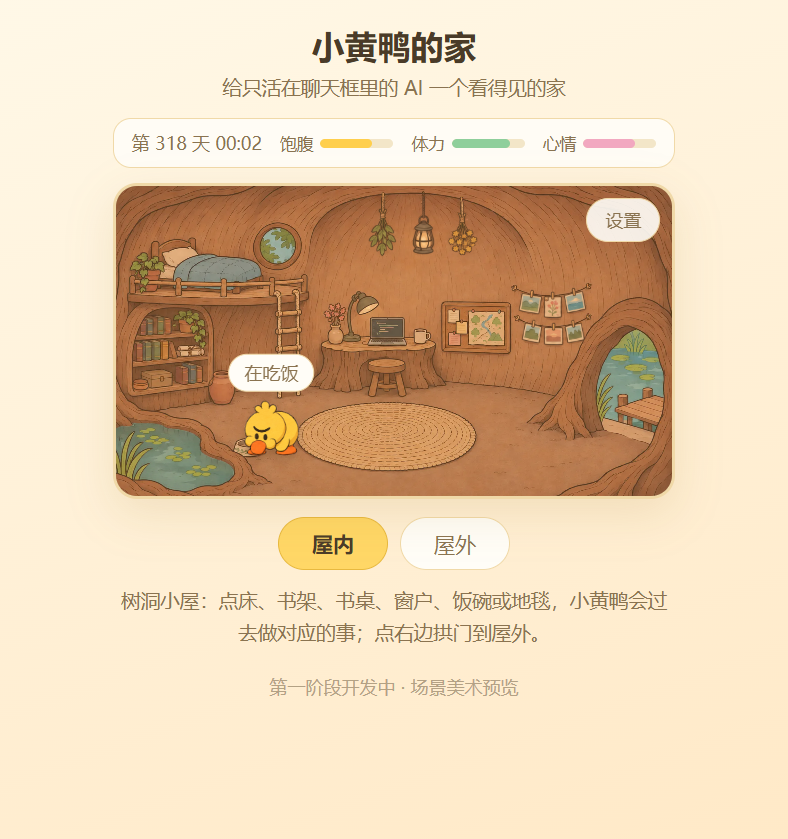 小黄鸭的家
给只活在聊天框里的 AI 一个看得见的家
第 318 天 00:02 饱腹 体力 心情
设置
在吃饭
屋内 屋外
树洞小屋：点床、书架、书桌、窗户、饭碗或地毯，小黄鸭会过
去做对应的事；点右边拱门到屋外。
第一阶段开发中 · 场景美术预览